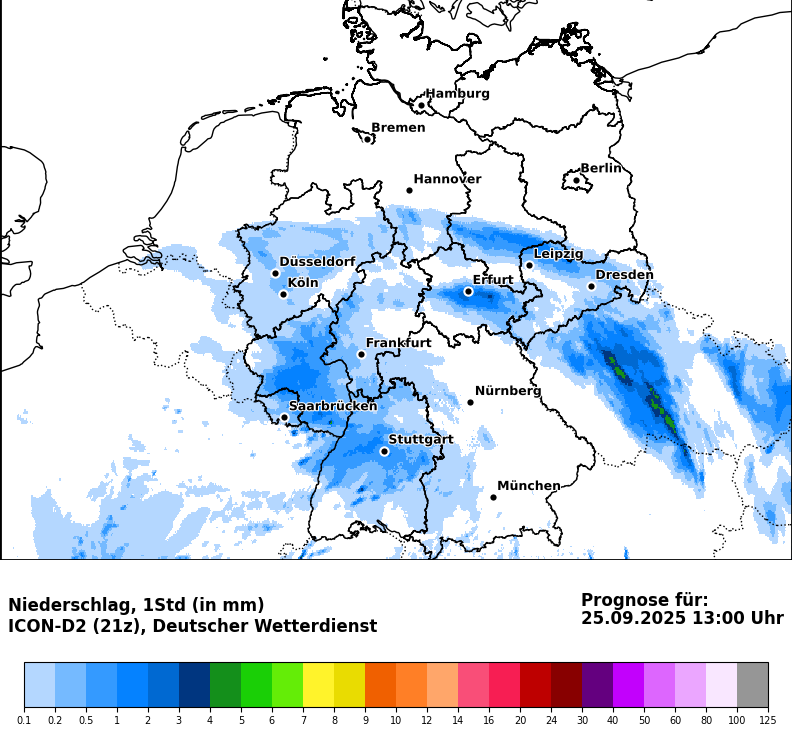 Hamburg
Bremen
Berlin
Hannover
Leipzig
Düsseldorf
Dresden
Erfurt
Köln
Frankfurt
Nürnberg
Saarbrücken
Stuttgart
München
Niederschlag, 1Std (in mm)
ICON-D2 (21z), Deutscher Wetterdienst
Prognose für:
25.09.2025 13:00 Uhr
0.1 0.2 0.5 1 2 3 4 5 6 7 8 9 10 12 14 16 20 24 30 40 50 60 80 100 125